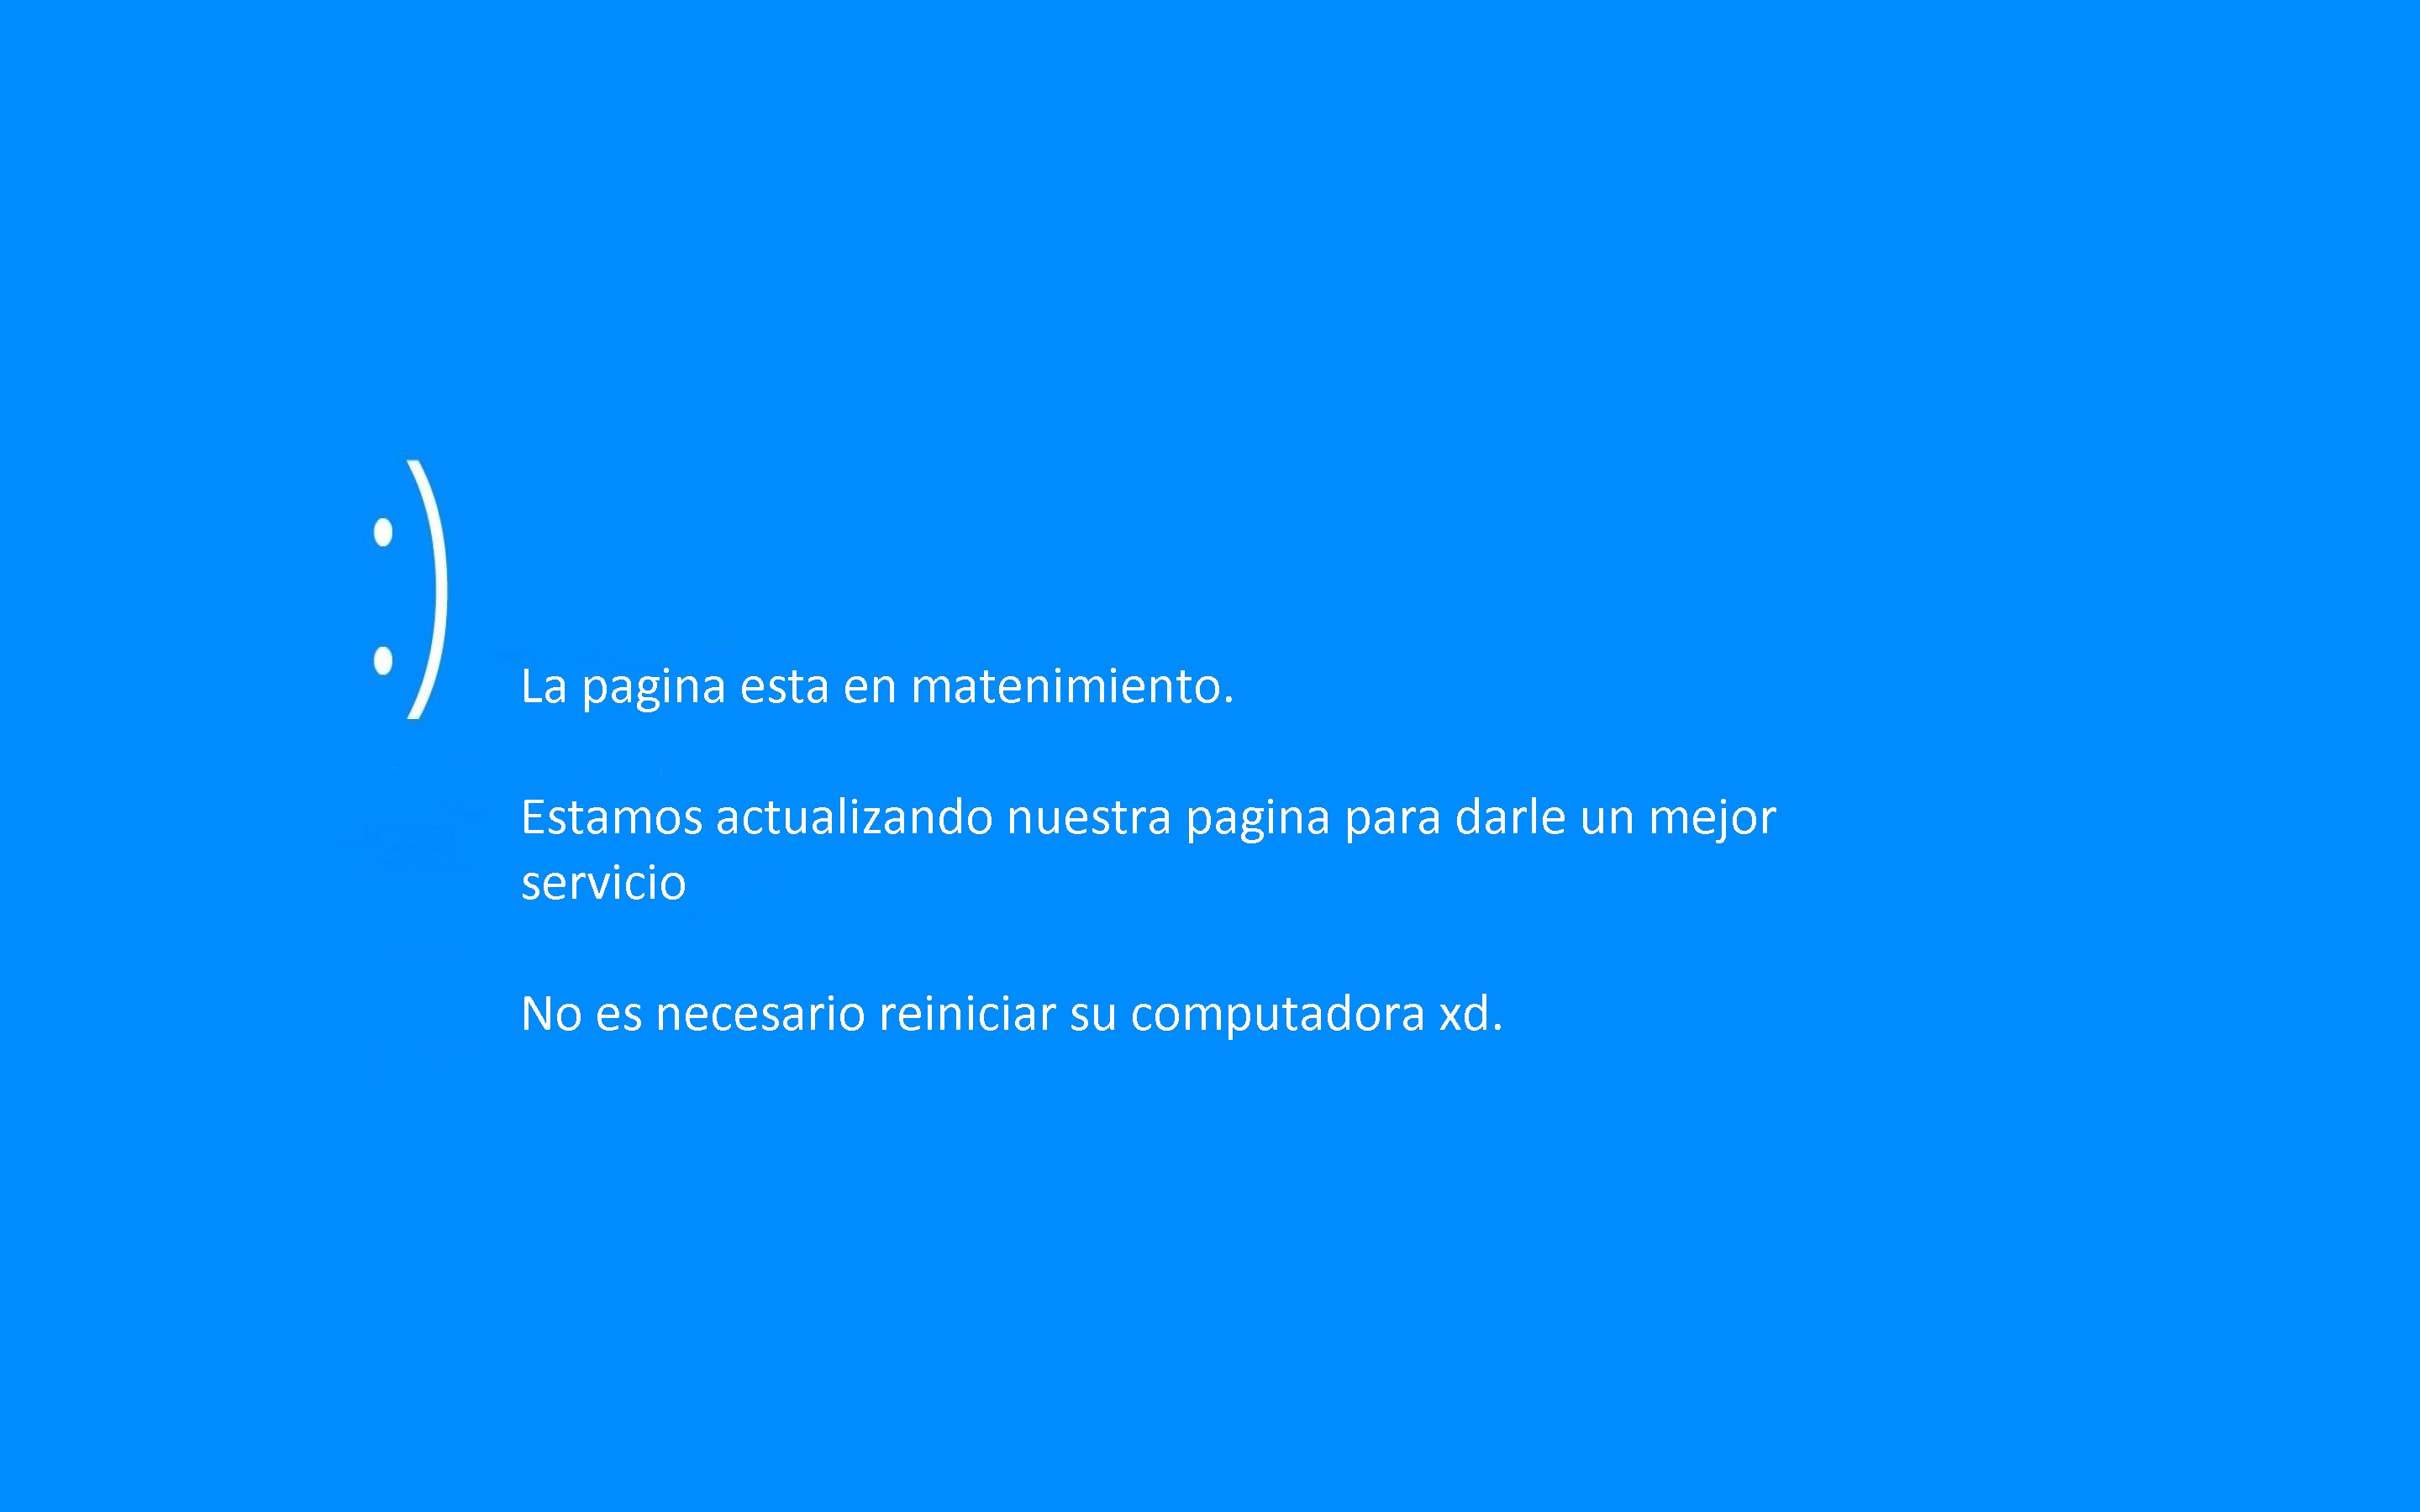 :)
La pagina esta en matenimiento.
Estamos actualizando nuestra pagina para darle un mejor
servicio
No es necesario reiniciar su computadora xd.